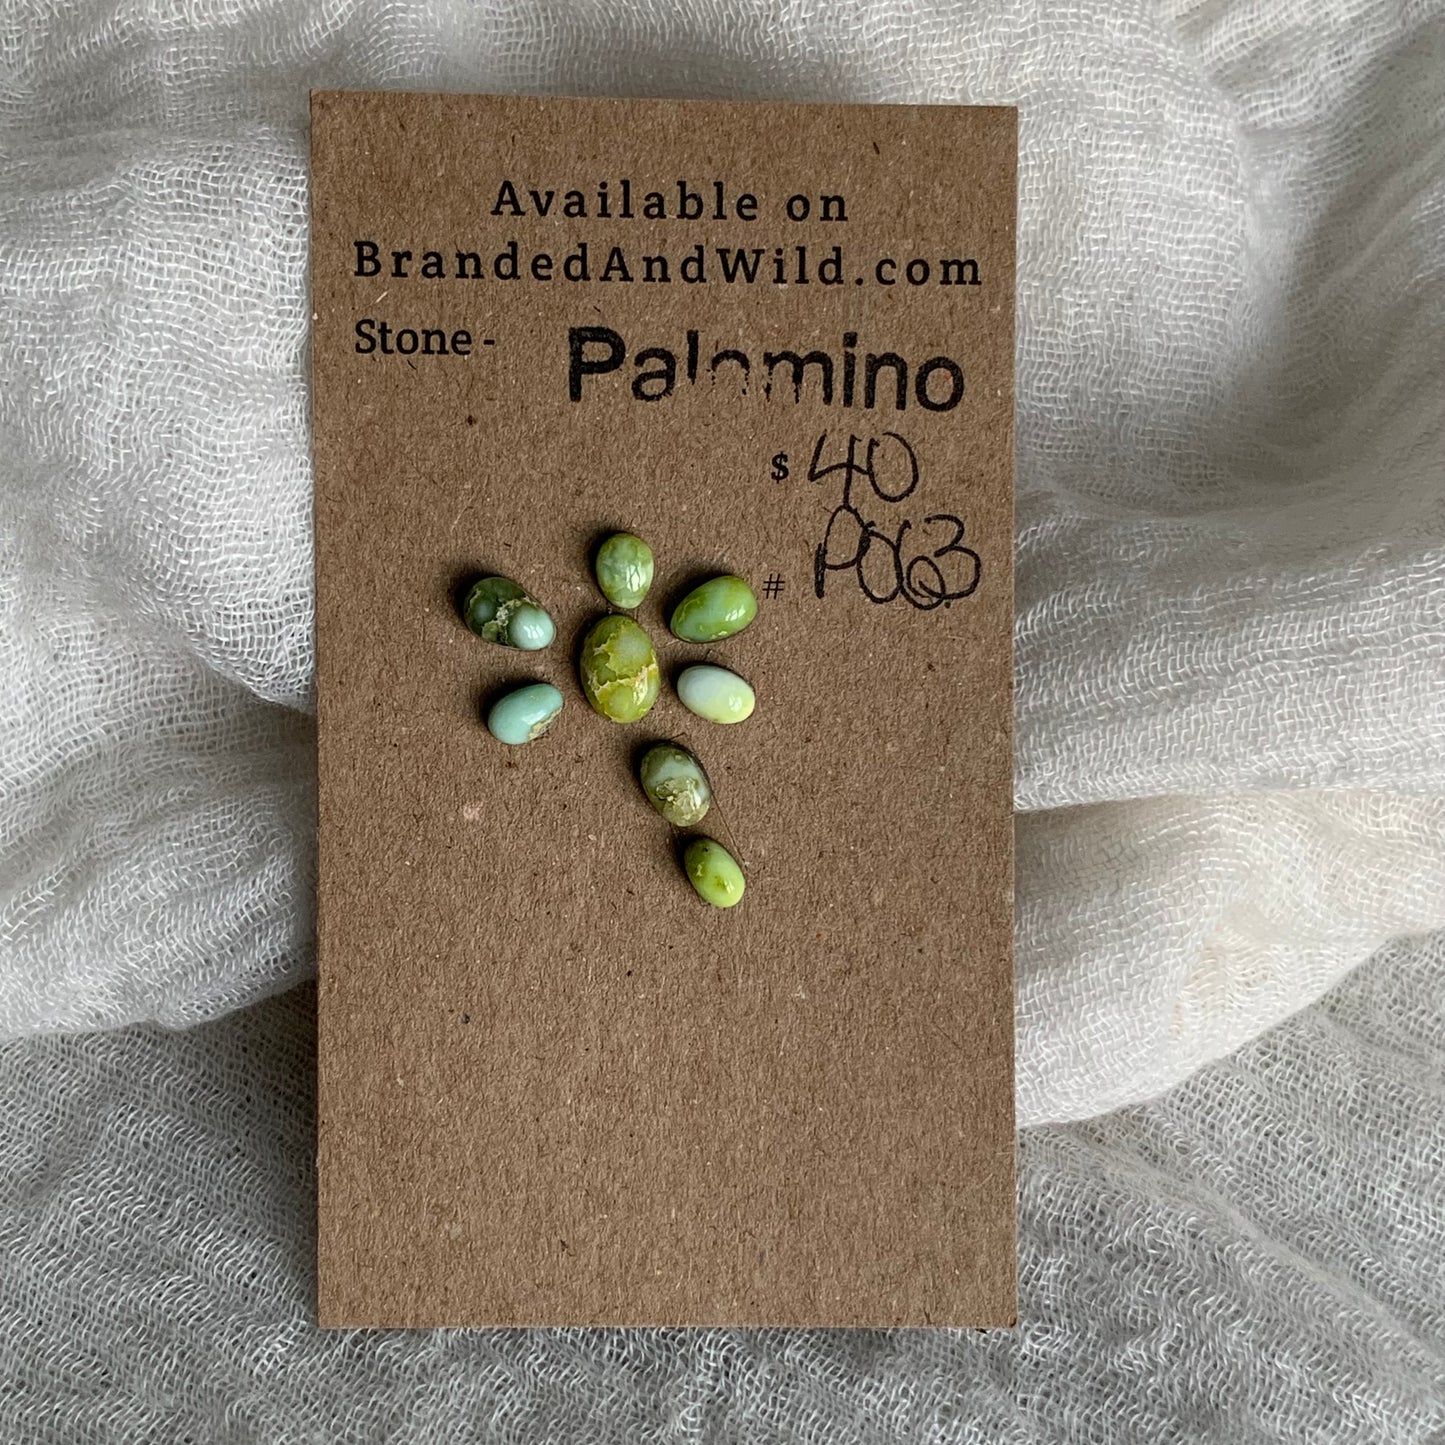 Available on
BrandedAndWild.com
Stone - Palomino
$ 40
# P063